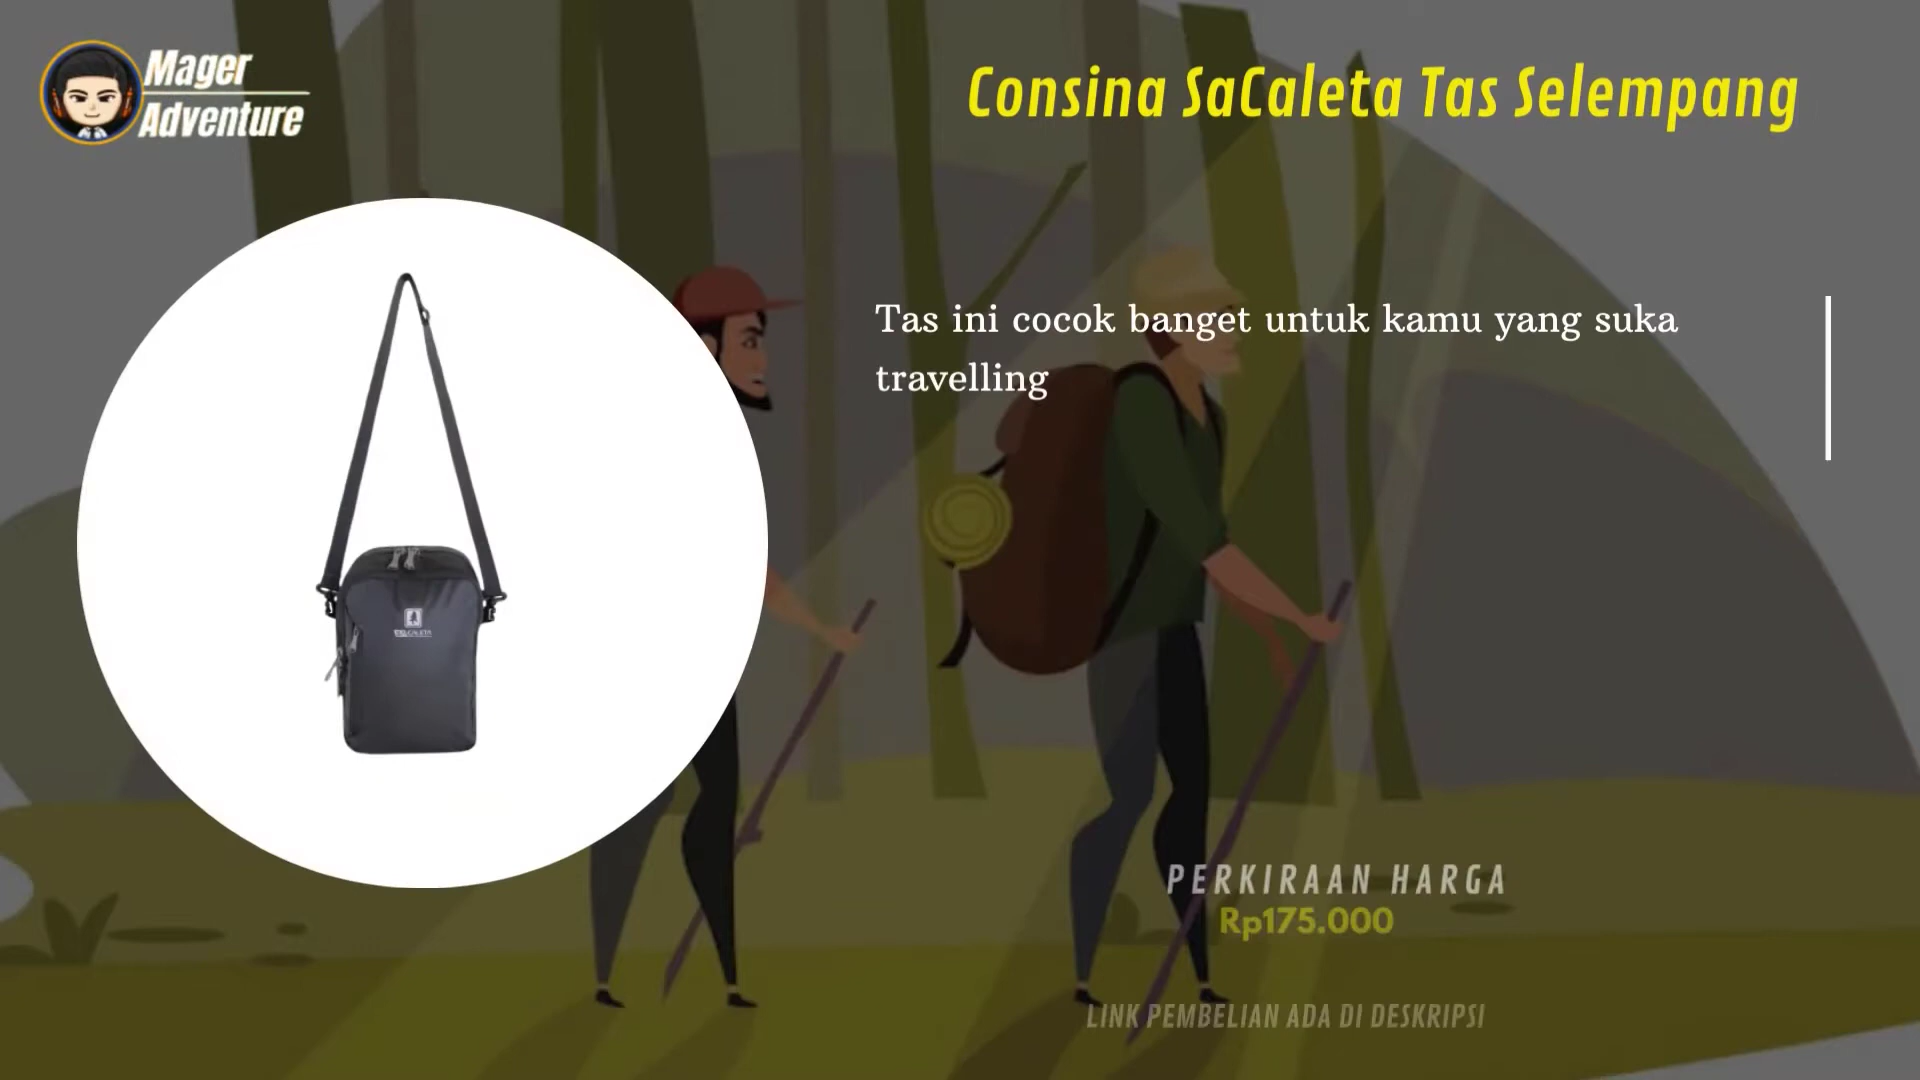 Mager
Adventure
Consina SaCaleta Tas Selempang
Tas ini cocok banget untuk kamu yang suka
travelling
PERKIRAAN HARGA
Rp175.000
LINK PEMBELIAN ADA DI DESKRIPSI